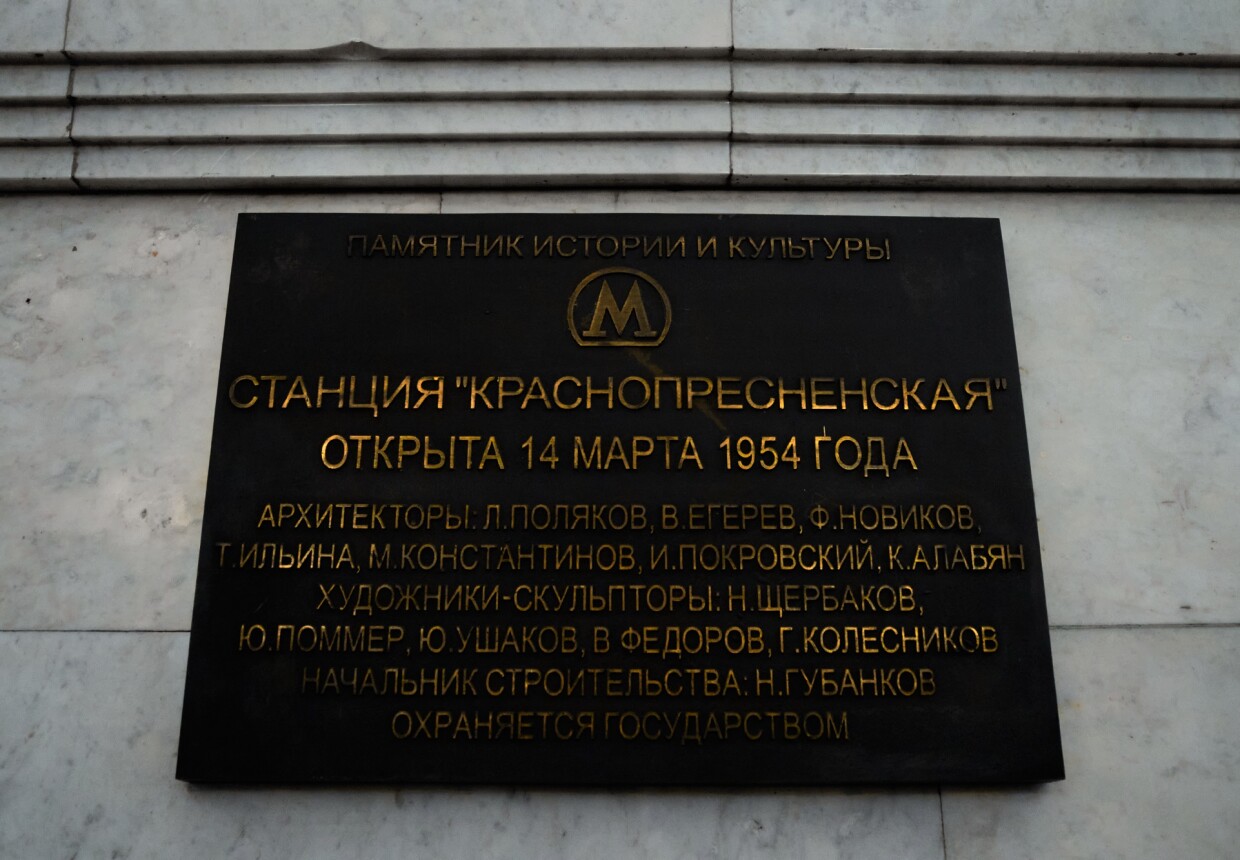 ПАМЯТНИК ИСТОРИИ И КУЛЬТУРЫ
М
СТАНЦИЯ "КРАСНОПРЕСНЕНСКАЯ"
ОТКРЫТА 14 МАРТА 1954 ГОДА
АРХИТЕКТОРЫ: Л.ПОЛЯКОВ, В.ЕГЕРЕВ, Ф.НОВИКОВ,
Т.ИЛЬИНА, М.КОНСТАНТИНОВ, И.ПОКРОВСКИЙ, К.АЛАБЯН
ХУДОЖНИКИ-СКУЛЬПТОРЫ: Н.ЩЕРБАКОВ,
Ю.ПОММЕР, Ю.УШАКОВ, В ФЕДОРОВ, Г.КОЛЕСНИКОВ
НАЧАЛЬНИК СТРОИТЕЛЬСТВА: Н.ГУБАНКОВ
ОХРАНЯЕТСЯ ГОСУДАРСТВОМ